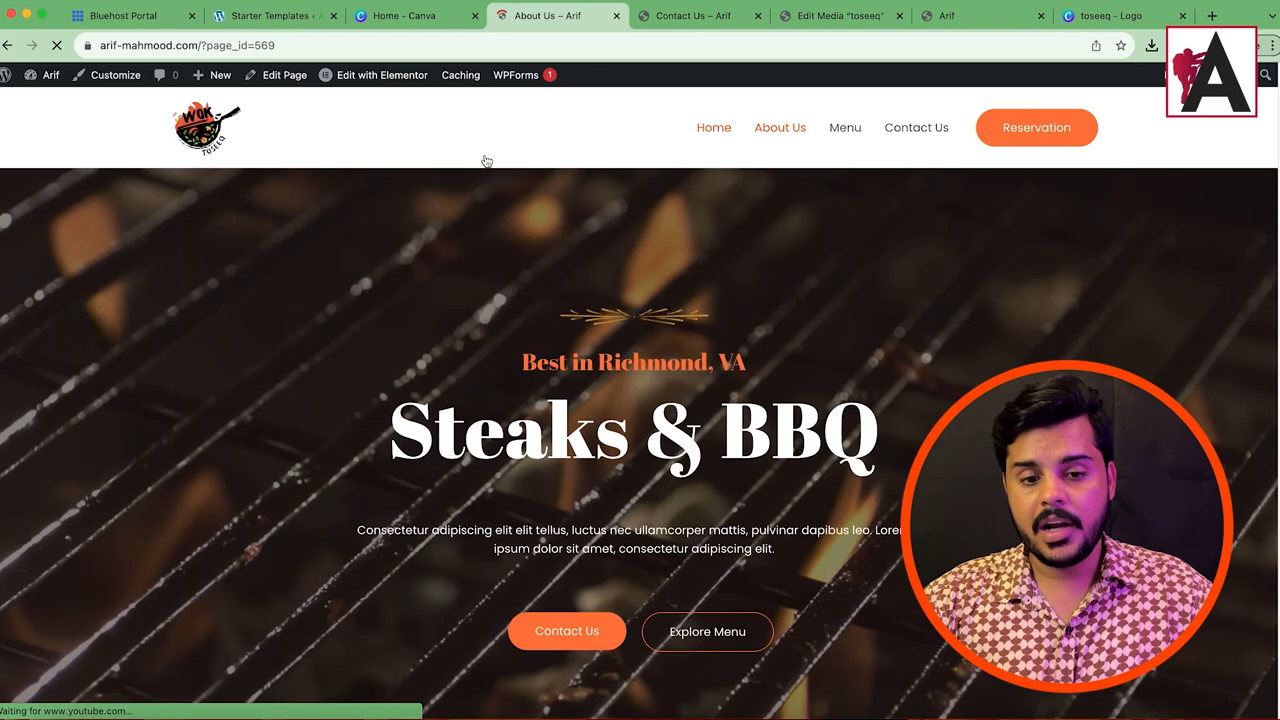 Bluehost Portal
Starter Templates ‹ A
Home - Canva
About Us – Arif
Contact Us – Arif
Edit Media "toseeq"
Arif
toseeq - Logo
arif-mahmood.com/?page_id=569
Arif
Customize
0
New
Edit Page
Edit with Elementor
Caching
WPForms 1
A
WOK
TOSEEQ
Home
About Us
Menu
Contact Us
Reservation
Best in Richmond, VA
Steaks & BBQ
Consectetur adipiscing elit elit tellus, luctus nec ullamcorper mattis, pulvinar dapibus leo. Lorem
ipsum dolor sit amet, consectetur adipiscing elit.
Contact Us
Explore Menu
Waiting for www.youtube.com...